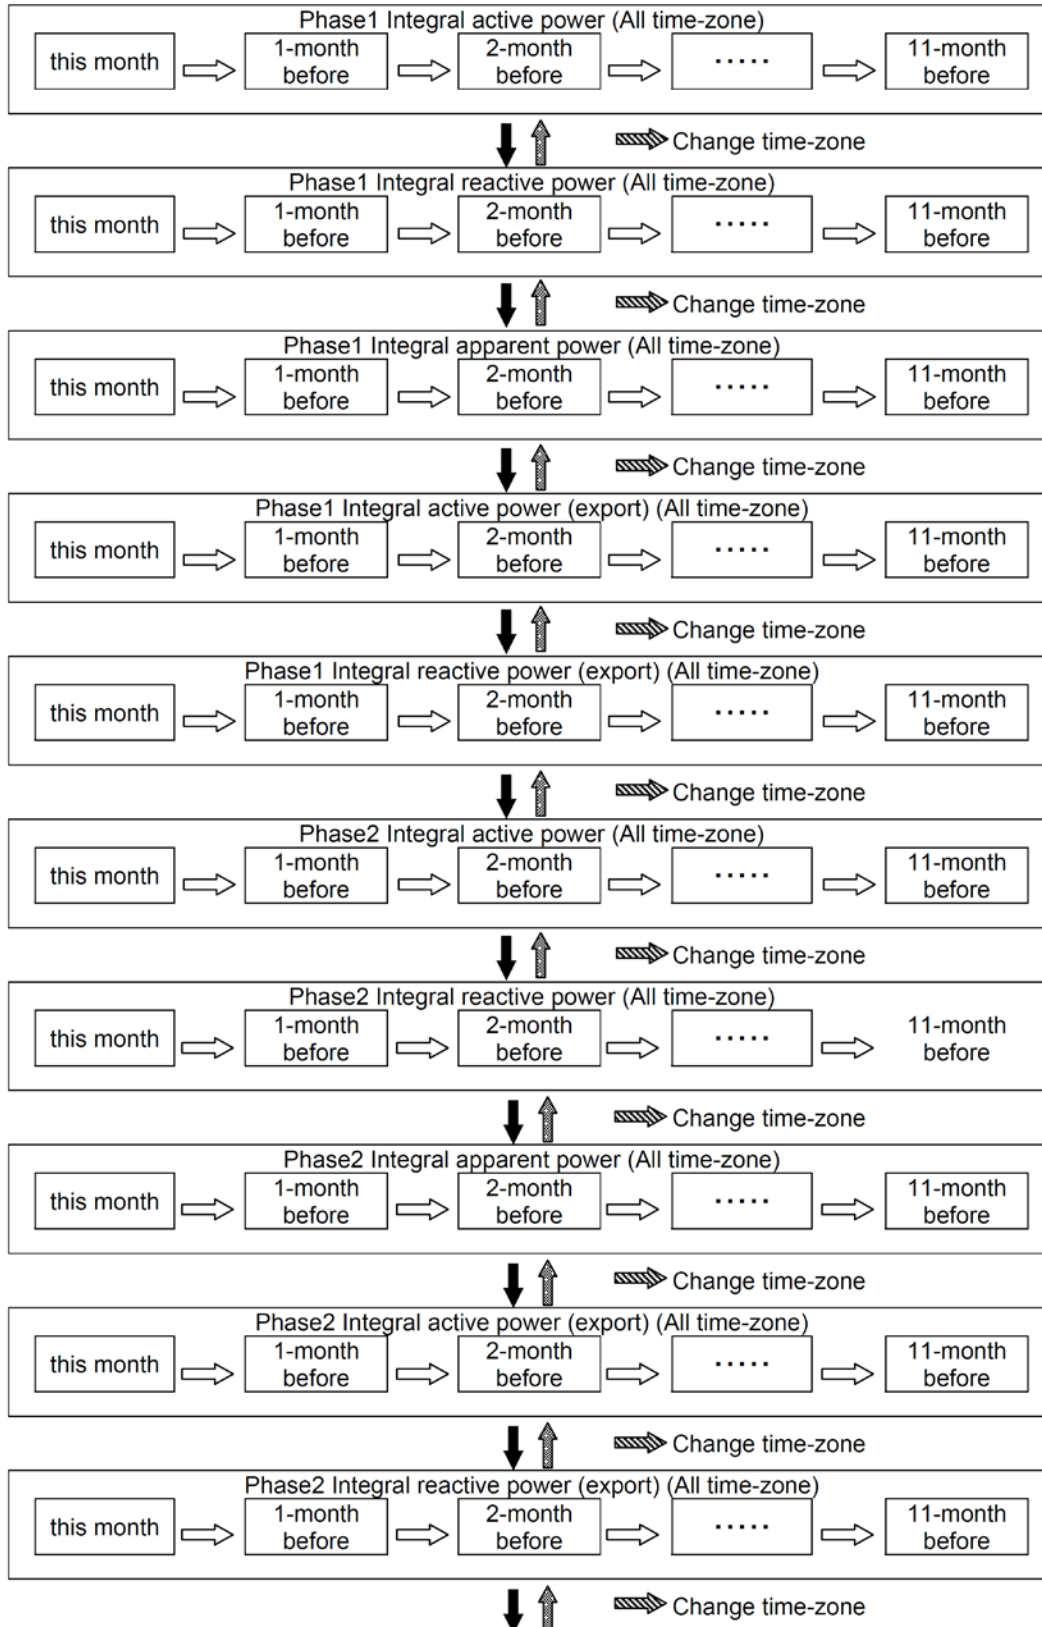 Phase1 Integral active power (All time-zone)
this month
1-month
before
2-month
before
.....
11-month
before
Change time-zone
Phase1 Integral reactive power (All time-zone)
this month
1-month
before
2-month
before
.....
11-month
before
Change time-zone
Phase1 Integral apparent power (All time-zone)
this month
1-month
before
2-month
before
.....
11-month
before
Change time-zone
Phase1 Integral active power (export) (All time-zone)
this month
1-month
before
2-month
before
.....
11-month
before
Change time-zone
Phase1 Integral reactive power (export) (All time-zone)
this month
1-month
before
2-month
before
.....
11-month
before
Change time-zone
Phase2 Integral active power (All time-zone)
this month
1-month
before
2-month
before
.....
11-month
before
Change time-zone
Phase2 Integral reactive power (All time-zone)
this month
1-month
before
2-month
before
.....
11-month
before
Change time-zone
Phase2 Integral apparent power (All time-zone)
this month
1-month
before
2-month
before
.....
11-month
before
Change time-zone
Phase2 Integral active power (export) (All time-zone)
this month
1-month
before
2-month
before
.....
11-month
before
Change time-zone
Phase2 Integral reactive power (export) (All time-zone)
this month
1-month
before
2-month
before
.....
11-month
before
Change time-zone